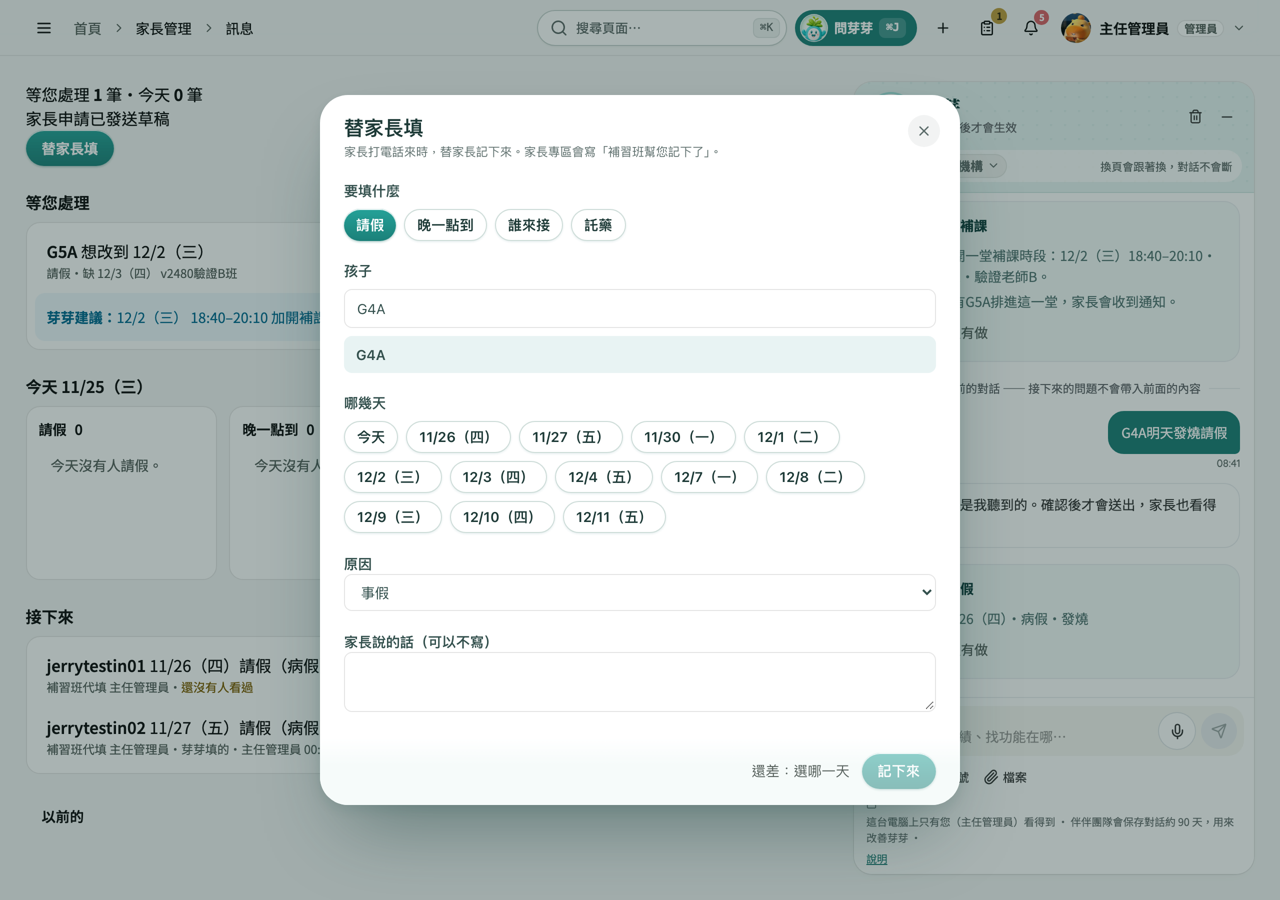 首頁 > 家長管理 > 訊息
搜尋頁面… ⌘K
問芽芽 ⌘J
1
5
主任管理員 管理員
等您處理 1 筆・今天 0 筆
家長申請已發送草稿
替家長填
等您處理
G5A 想改到 12/2（三）
請假・缺 12/3（四） v2480驗證B班
芽芽建議：12/2（三） 18:40–20:10 加開補
今天 11/25（三）
請假 0
今天沒有人請假。
晚一點到 0
今天沒有人
接下來
jerrytestin01 11/26（四）請假（病假
補習班代填 主任管理員・還沒有人看過
jerrytestin02 11/27（五）請假（病假
補習班代填 主任管理員・芽芽填的・主任管理員 00:
以前的
替家長填
家長打電話來時，替家長記下來。家長專區會寫「補習班幫您記下了」。
要填什麼
請假 晚一點到 誰來接 託藥
孩子
G4A
G4A
哪幾天
今天 11/26（四） 11/27（五） 11/30（一） 12/1（二）
12/2（三） 12/3（四） 12/4（五） 12/7（一） 12/8（二）
12/9（三） 12/10（四） 12/11（五）
原因
事假
家長說的話（可以不寫）
還差：選哪一天 記下來
後才會生效
機構
換頁會跟著換，對話不會斷
補課
一堂補課時段：12/2（三）18:40–20:10・
・驗證老師B。
G5A排進這一堂，家長會收到通知。
有做
前的對話 —— 接下來的問題不會帶入前面的內容
G4A明天發燒請假
08:41
是我聽到的。確認後才會送出，家長也看得
假
26（四）・病假・發燒
有做
績、找功能在哪…
號 檔案
這台電腦上只有您（主任管理員）看得到 ・ 伴伴團隊會保存對話約 90 天，用來
改善芽芽 ・
說明